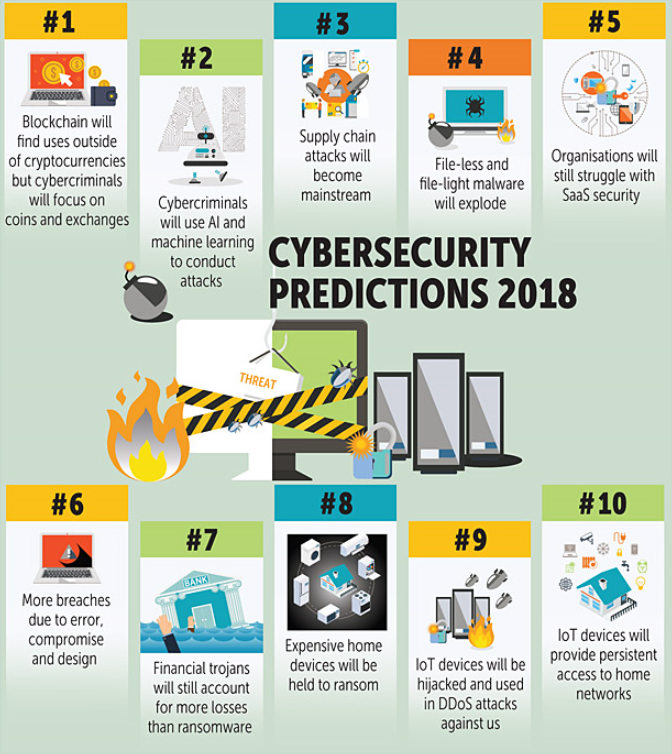 #1
Blockchain will
find uses outside
of cryptocurrencies
but cybercriminals
will focus on
coins and exchanges
#2
AI
Cybercriminals
will use AI and
machine learning
to conduct
attacks
#3
Supply chain
attacks will
become
mainstream
#4
File-less and
file-light malware
will explode
#5
Organisations will
still struggle with
SaaS security
CYBERSECURITY
PREDICTIONS 2018
THREAT
#6
More breaches
due to error,
compromise
and design
#7
BANK
Financial trojans
will still account
for more losses
than ransomware
#8
Expensive home
devices will be
held to ransom
#9
IoT devices will be
hijacked and used
in DDoS attacks
against us
#10
IoT devices will
provide persistent
access to home
networks